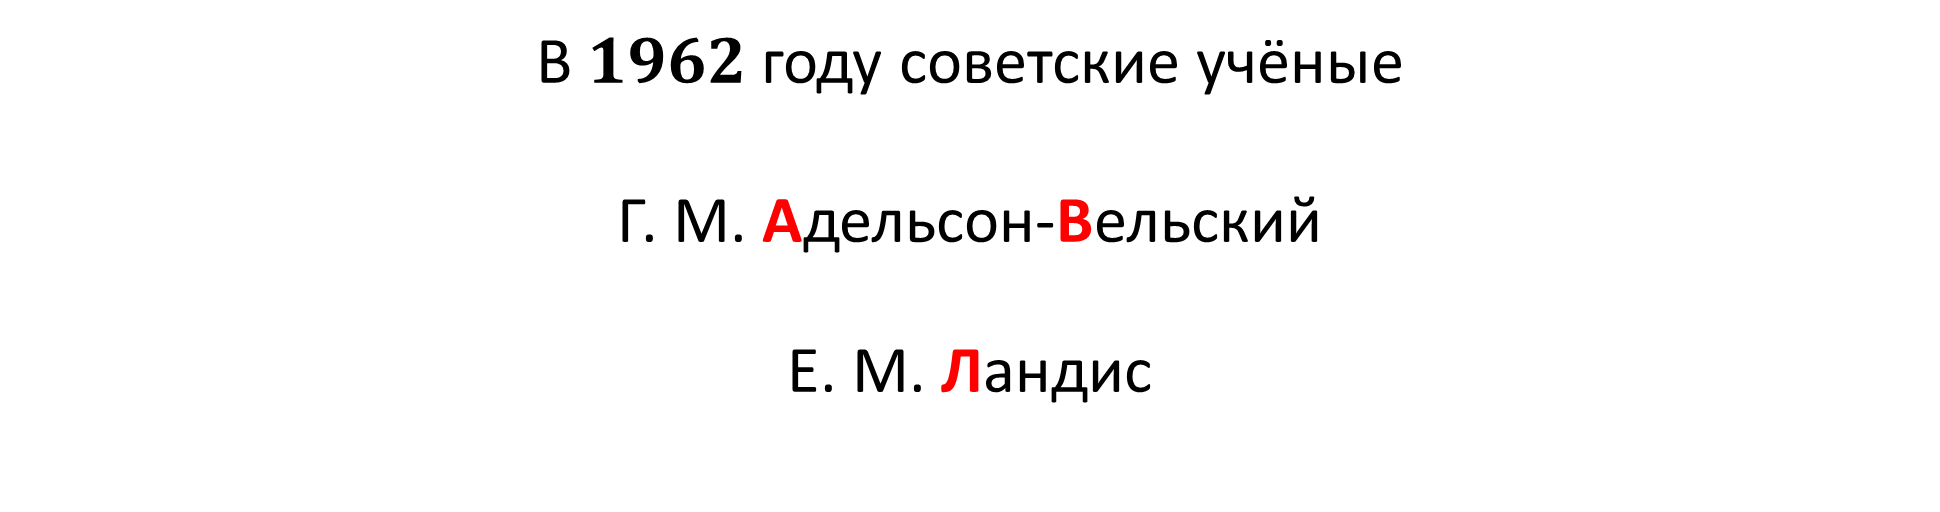 В 1962 году советские учёные
Г. М. Адельсон-Вельский
Е. М. Ландис